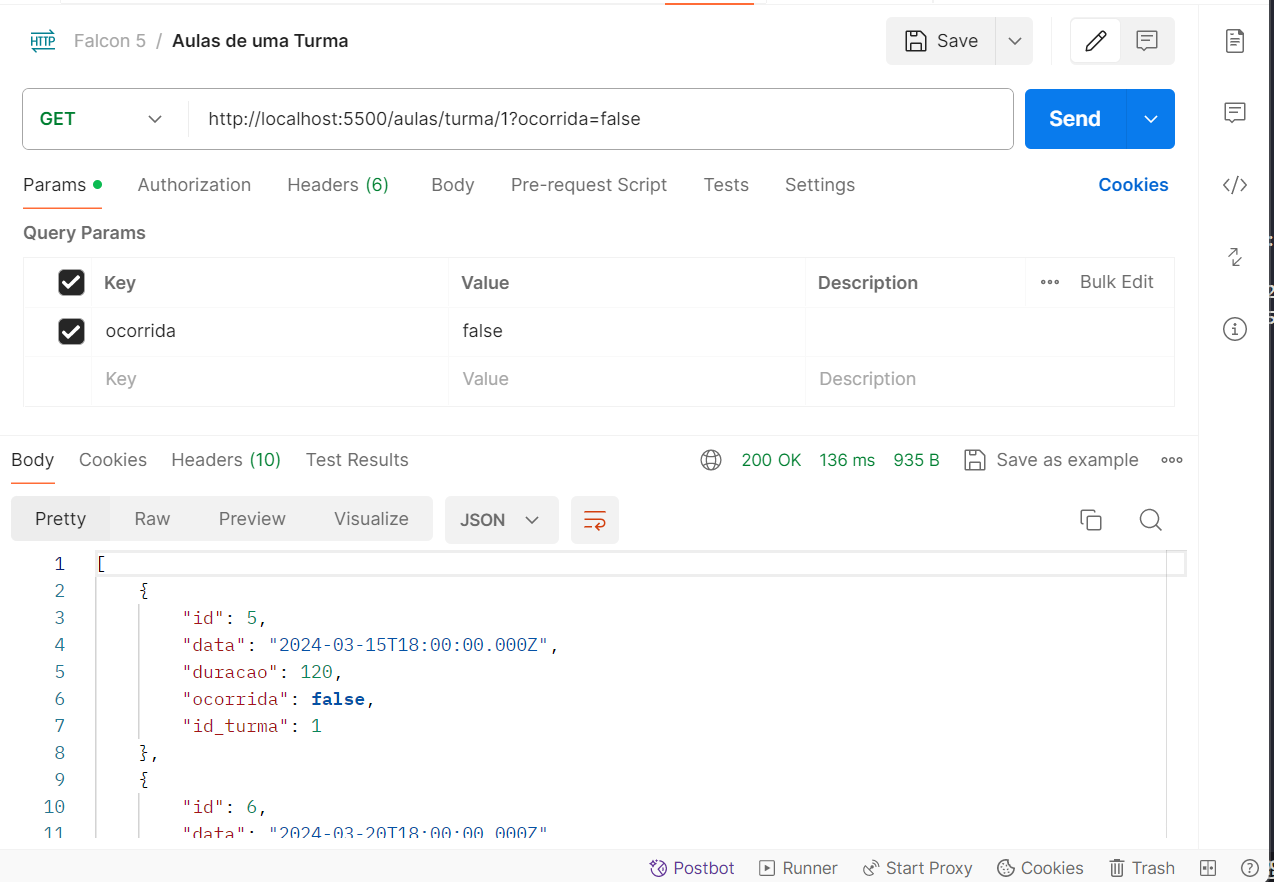 HTTP Falcon 5 / Aulas de uma Turma Save
GET http://localhost:5500/aulas/turma/1?ocorrida=false Send
Params Authorization Headers (6) Body Pre-request Script Tests Settings Cookies
Query Params
Key Value Description Bulk Edit
ocorrida false
Key Value Description
Body Cookies Headers (10) Test Results 200 OK 136 ms 935 B Save as example
Pretty Raw Preview Visualize JSON
1 [
2 {
3 "id": 5,
4 "data": "2024-03-15T18:00:00.000Z",
5 "duracao": 120,
6 "ocorrida": false,
7 "id_turma": 1
8 },
9 {
10 "id": 6,
11 "data": "2024-03-20T18:00:00.000Z"
Postbot Runner Start Proxy Cookies Trash